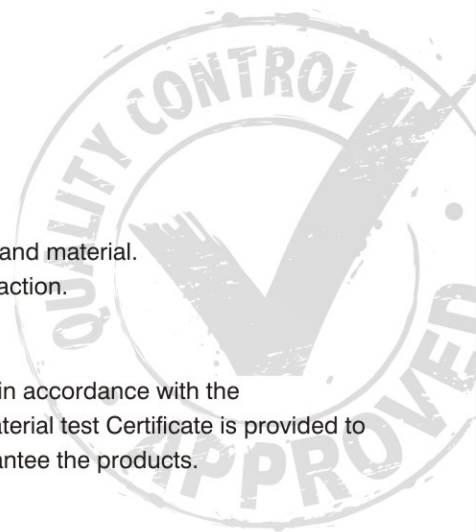 QUALITY CONTROL
and material.
action.
in accordance with the
aterial test Certificate is provided to
antee the products.
APPROVED